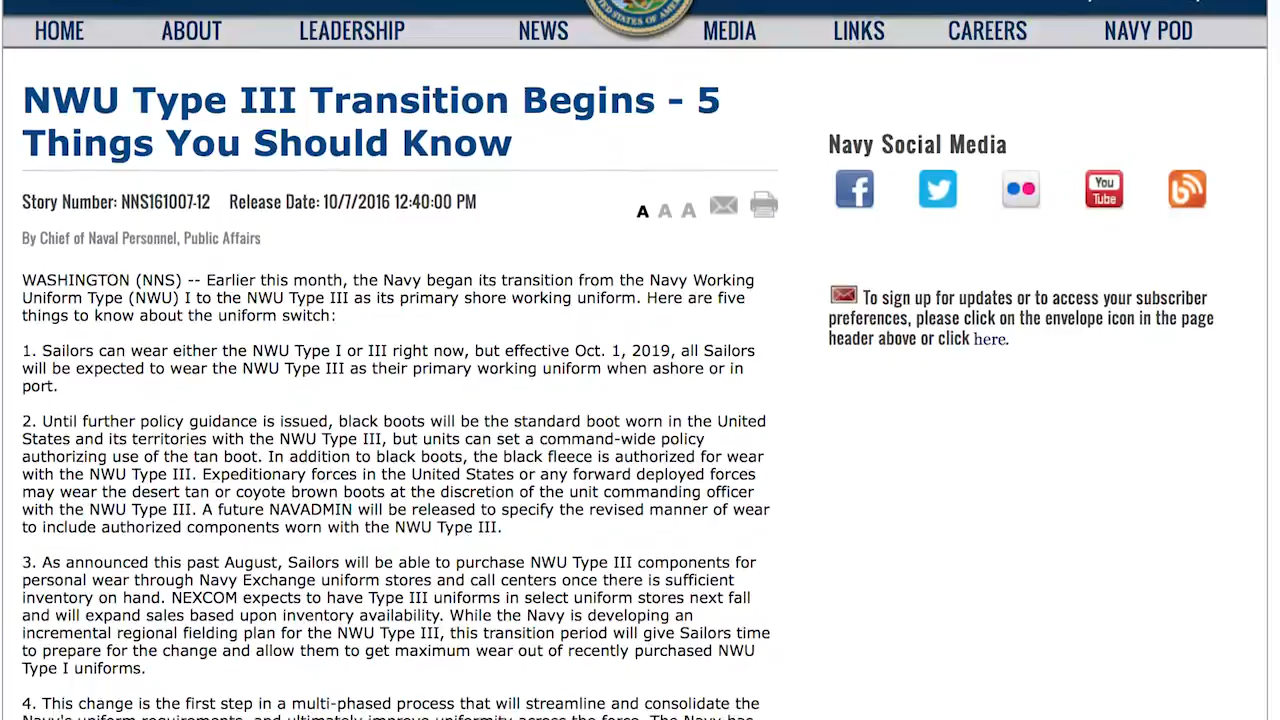 HOME ABOUT LEADERSHIP NEWS MEDIA LINKS CAREERS NAVY POD
NWU Type III Transition Begins - 5
Things You Should Know
Story Number: NNS161007-12 Release Date: 10/7/2016 12:40:00 PM
A A A
By Chief of Naval Personnel, Public Affairs
WASHINGTON (NNS) -- Earlier this month, the Navy began its transition from the Navy Working
Uniform Type (NWU) I to the NWU Type III as its primary shore working uniform. Here are five
things to know about the uniform switch:
1. Sailors can wear either the NWU Type I or III right now, but effective Oct. 1, 2019, all Sailors
will be expected to wear the NWU Type III as their primary working uniform when ashore or in
port.
2. Until further policy guidance is issued, black boots will be the standard boot worn in the United
States and its territories with the NWU Type III, but units can set a command-wide policy
authorizing use of the tan boot. In addition to black boots, the black fleece is authorized for wear
with the NWU Type III. Expeditionary forces in the United States or any forward deployed forces
may wear the desert tan or coyote brown boots at the discretion of the unit commanding officer
with the NWU Type III. A future NAVADMIN will be released to specify the revised manner of wear
to include authorized components worn with the NWU Type III.
3. As announced this past August, Sailors will be able to purchase NWU Type III components for
personal wear through Navy Exchange uniform stores and call centers once there is sufficient
inventory on hand. NEXCOM expects to have Type III uniforms in select uniform stores next fall
and will expand sales based upon inventory availability. While the Navy is developing an
incremental regional fielding plan for the NWU Type III, this transition period will give Sailors time
to prepare for the change and allow them to get maximum wear out of recently purchased NWU
Type I uniforms.
4. This change is the first step in a multi-phased process that will streamline and consolidate the
Navy's uniform requirements, and ultimately improve uniformity across the force. The Navy has
Navy Social Media
You
Tube
To sign up for updates or to access your subscriber
preferences, please click on the envelope icon in the page
header above or click here.